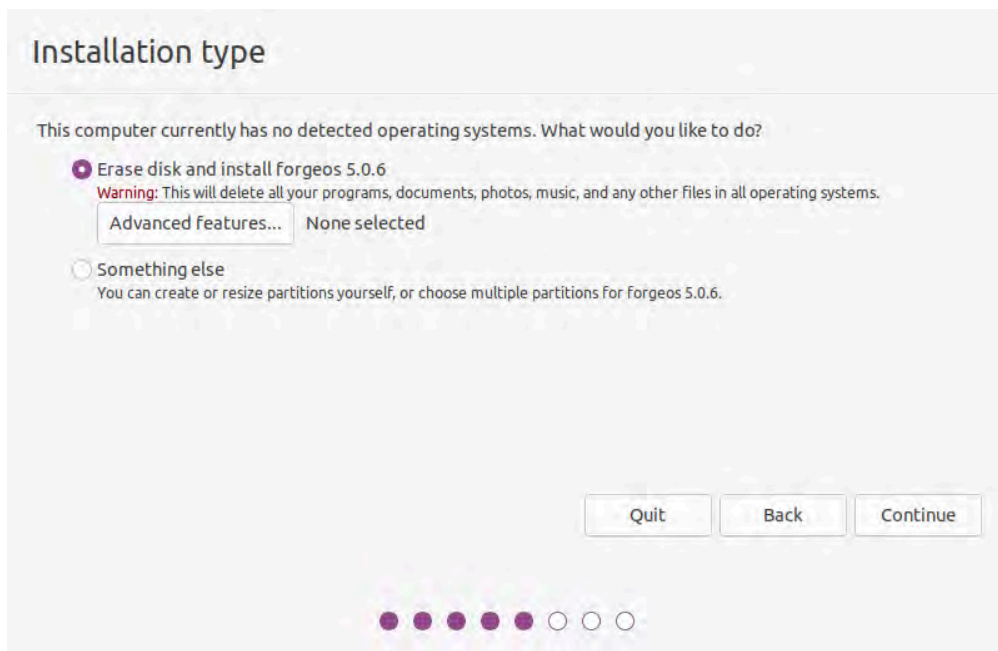 Installation type
This computer currently has no detected operating systems. What would you like to do?
Erase disk and install forgeos 5.0.6
Warning: This will delete all your programs, documents, photos, music, and any other files in all operating systems.
Advanced features... None selected
Something else
You can create or resize partitions yourself, or choose multiple partitions for forgeos 5.0.6.
Quit Back Continue